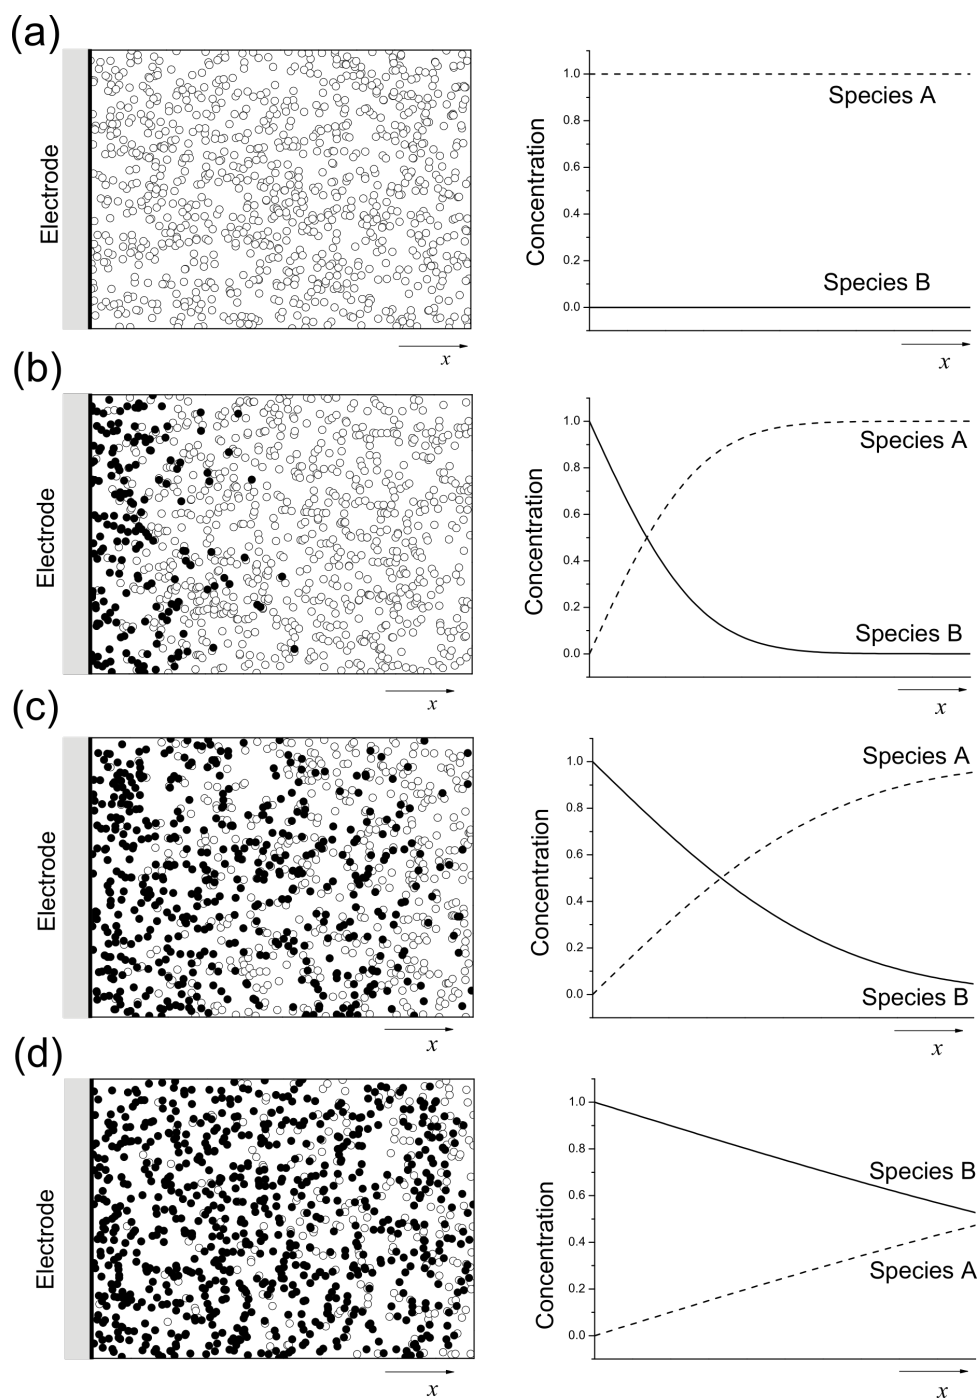 (a)
Electrode
x
Concentration
1.0
0.8
0.6
0.4
0.2
0.0
Species A
Species B
x
(b)
Electrode
x
Concentration
1.0
0.8
0.6
0.4
0.2
0.0
Species A
Species B
x
(c)
Electrode
x
Concentration
1.0
0.8
0.6
0.4
0.2
0.0
Species A
Species B
x
(d)
Electrode
x
Concentration
1.0
0.8
0.6
0.4
0.2
0.0
Species B
Species A
x